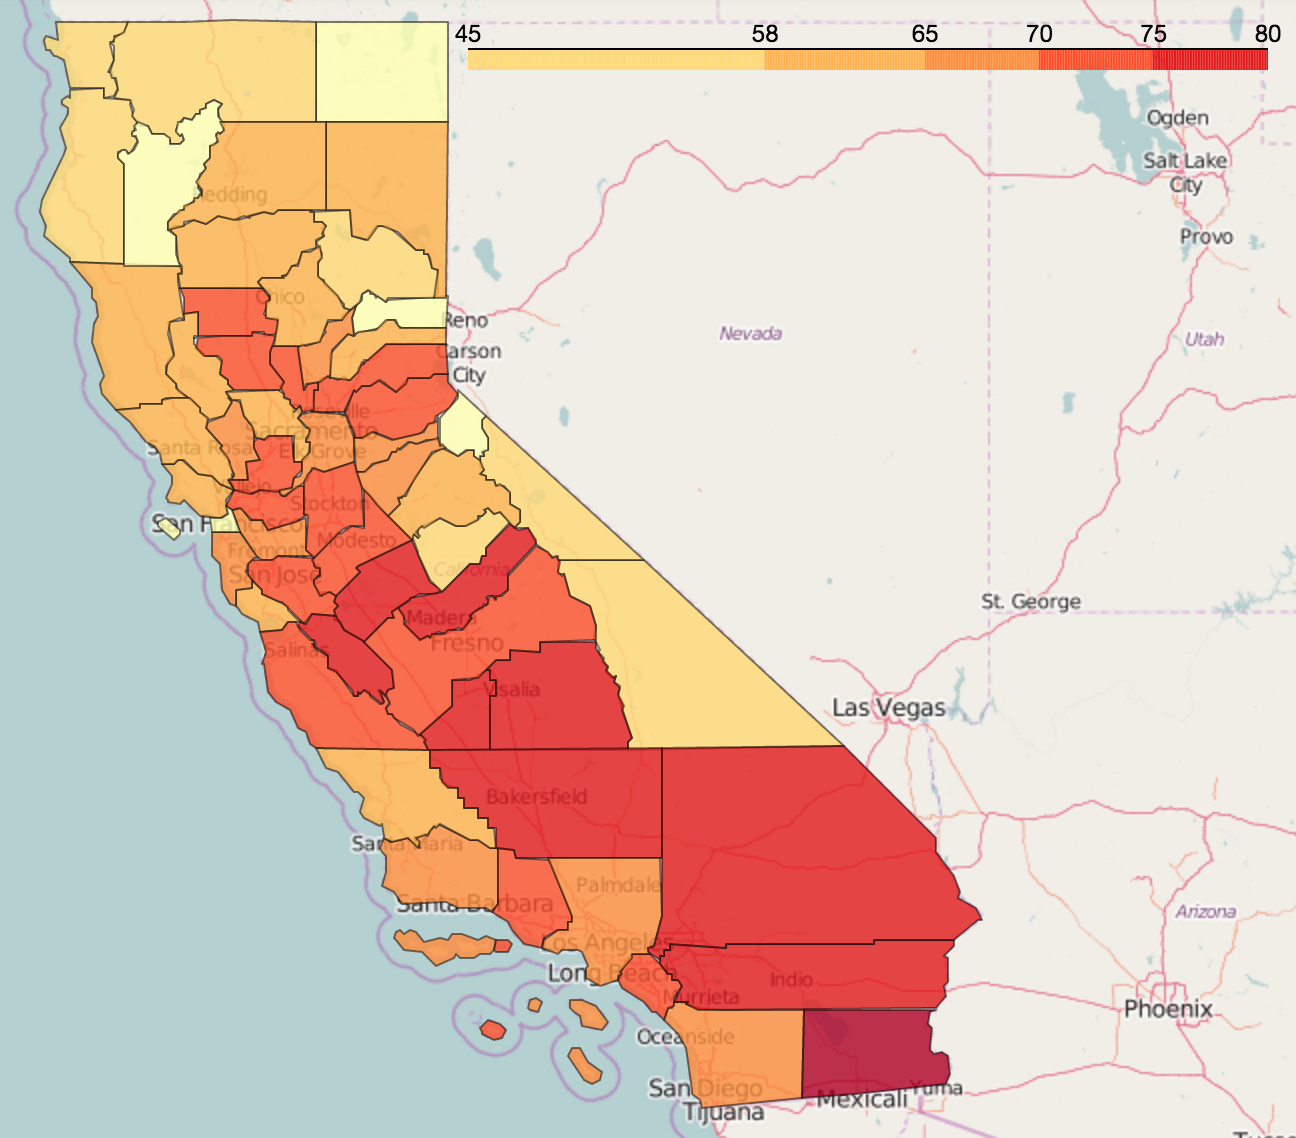 45
58
65
70
75
80
Ogden
Salt Lake
City
Redding
Provo
Chico
Reno
Nevada
Utah
Carson
City
Roseville
Sacramento
Santa Rosa
Elk Grove
Vallejo
Stockton
San Francisco
Modesto
Fremont
San Jose
California
St. George
Madera
Fresno
Salinas
Visalia
Las Vegas
Bakersfield
Santa Maria
Palmdale
Santa Barbara
Arizona
Los Angeles
Long Beach
Indio
Murrieta
Phoenix
Oceanside
San Diego
Yuma
Mexicali
Tijuana